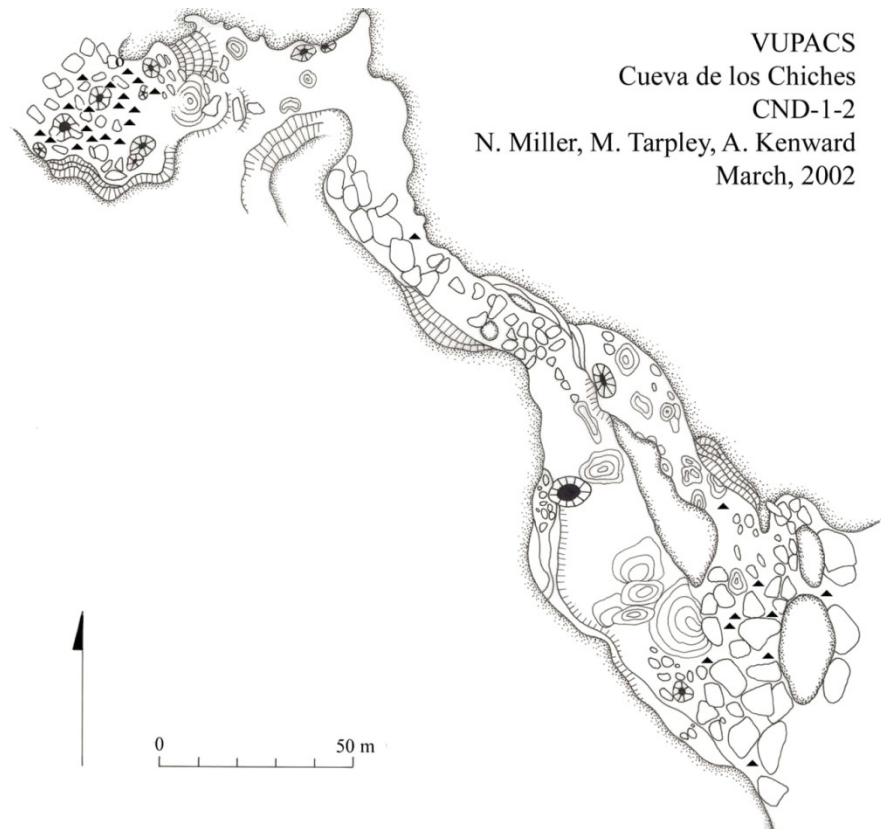 VUPACS
Cueva de los Chiches
CND-1-2
N. Miller, M. Tarpley, A. Kenward
March, 2002
0 50 m